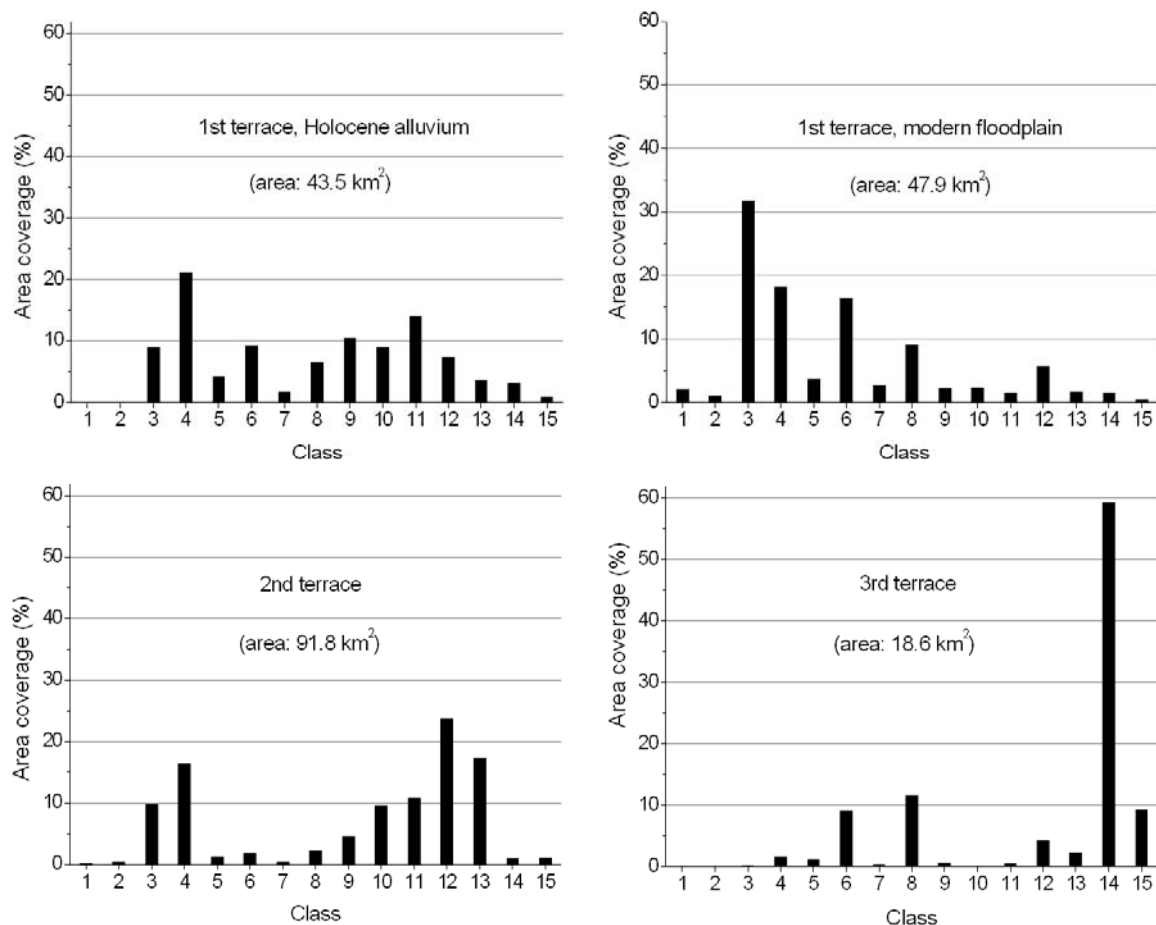 60
50
40
30
20
10
0
Area coverage (%)
1st terrace, Holocene alluvium
(area: 43.5 km²)
1 2 3 4 5 6 7 8 9 10 11 12 13 14 15
Class
60
50
40
30
20
10
0
Area coverage (%)
1st terrace, modern floodplain
(area: 47.9 km²)
1 2 3 4 5 6 7 8 9 10 11 12 13 14 15
Class
60
50
40
30
20
10
0
Area coverage (%)
2nd terrace
(area: 91.8 km²)
1 2 3 4 5 6 7 8 9 10 11 12 13 14 15
Class
60
50
40
30
20
10
0
Area coverage (%)
3rd terrace
(area: 18.6 km²)
1 2 3 4 5 6 7 8 9 10 11 12 13 14 15
Class